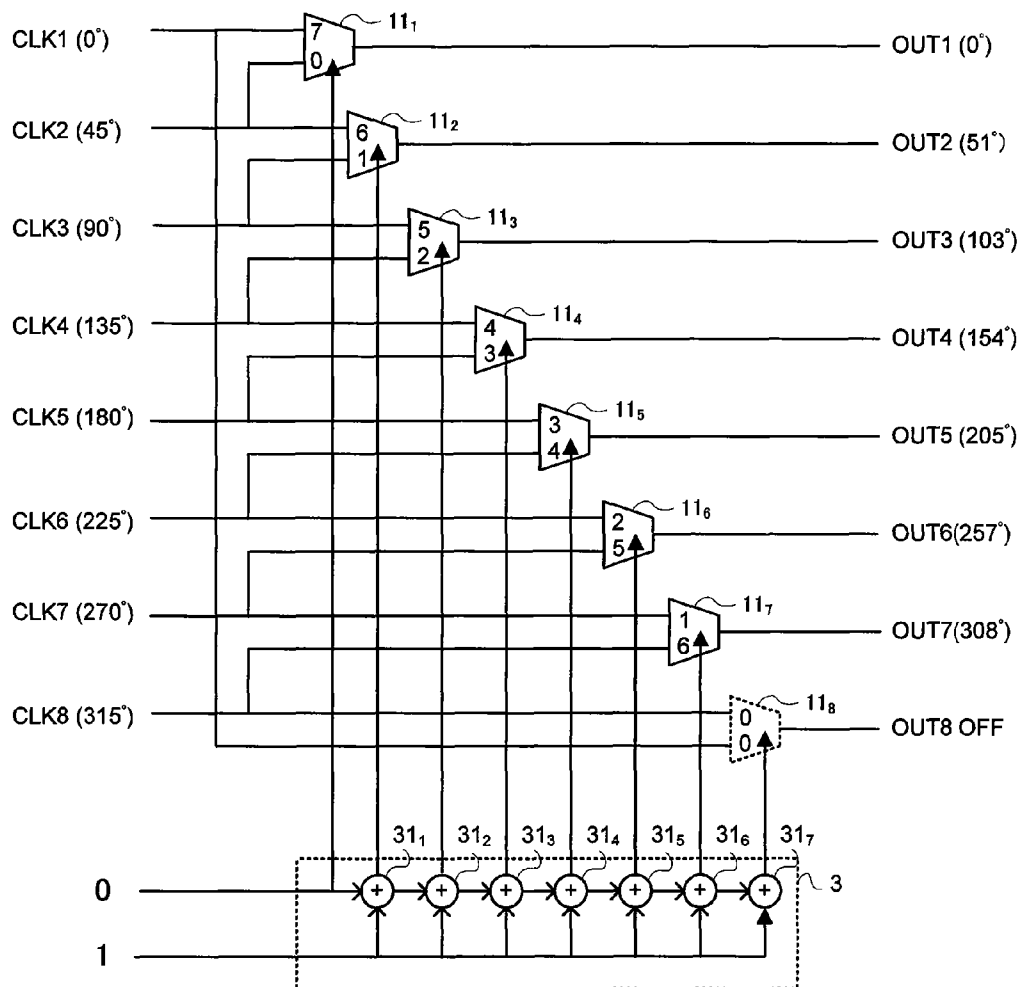 11₁
CLK1 (0°)
7
0
OUT1 (0°)
11₂
CLK2 (45°)
6
1
OUT2 (51°)
11₃
CLK3 (90°)
5
2
OUT3 (103°)
11₄
CLK4 (135°)
4
3
OUT4 (154°)
11₅
CLK5 (180°)
3
4
OUT5 (205°)
11₆
CLK6 (225°)
2
5
OUT6(257°)
11₇
CLK7 (270°)
1
6
OUT7(308°)
11₈
CLK8 (315°)
0
0
OUT8 OFF
31₁ 31₂ 31₃ 31₄ 31₅ 31₆ 31₇
0 + + + + + + + 3
1